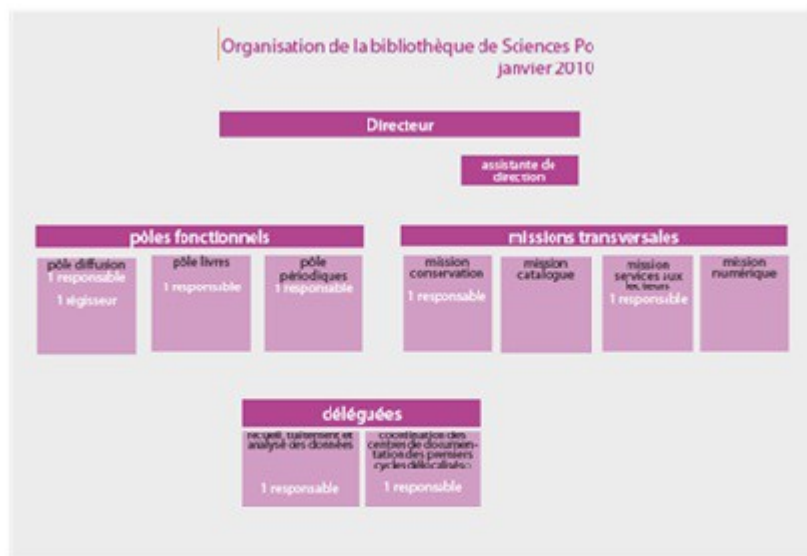 Organisation de la bibliothèque de Sciences Po
janvier 2010
Directeur
assistante de
direction
pôles fonctionnels
pôle diffusion
1 responsable
1 régisseur
pôle livres
1 responsable
pôle
périodiques
1 responsable
missions transversales
mission
conservation
1 responsable
mission
catalogue
mission
services aux
lecteurs
1 responsable
mission
numérique
déléguées
recueil, traitement et
analyse des données
1 responsable
coordination des
centres de documen-
tation des premiers
cycles délocalisés
1 responsable